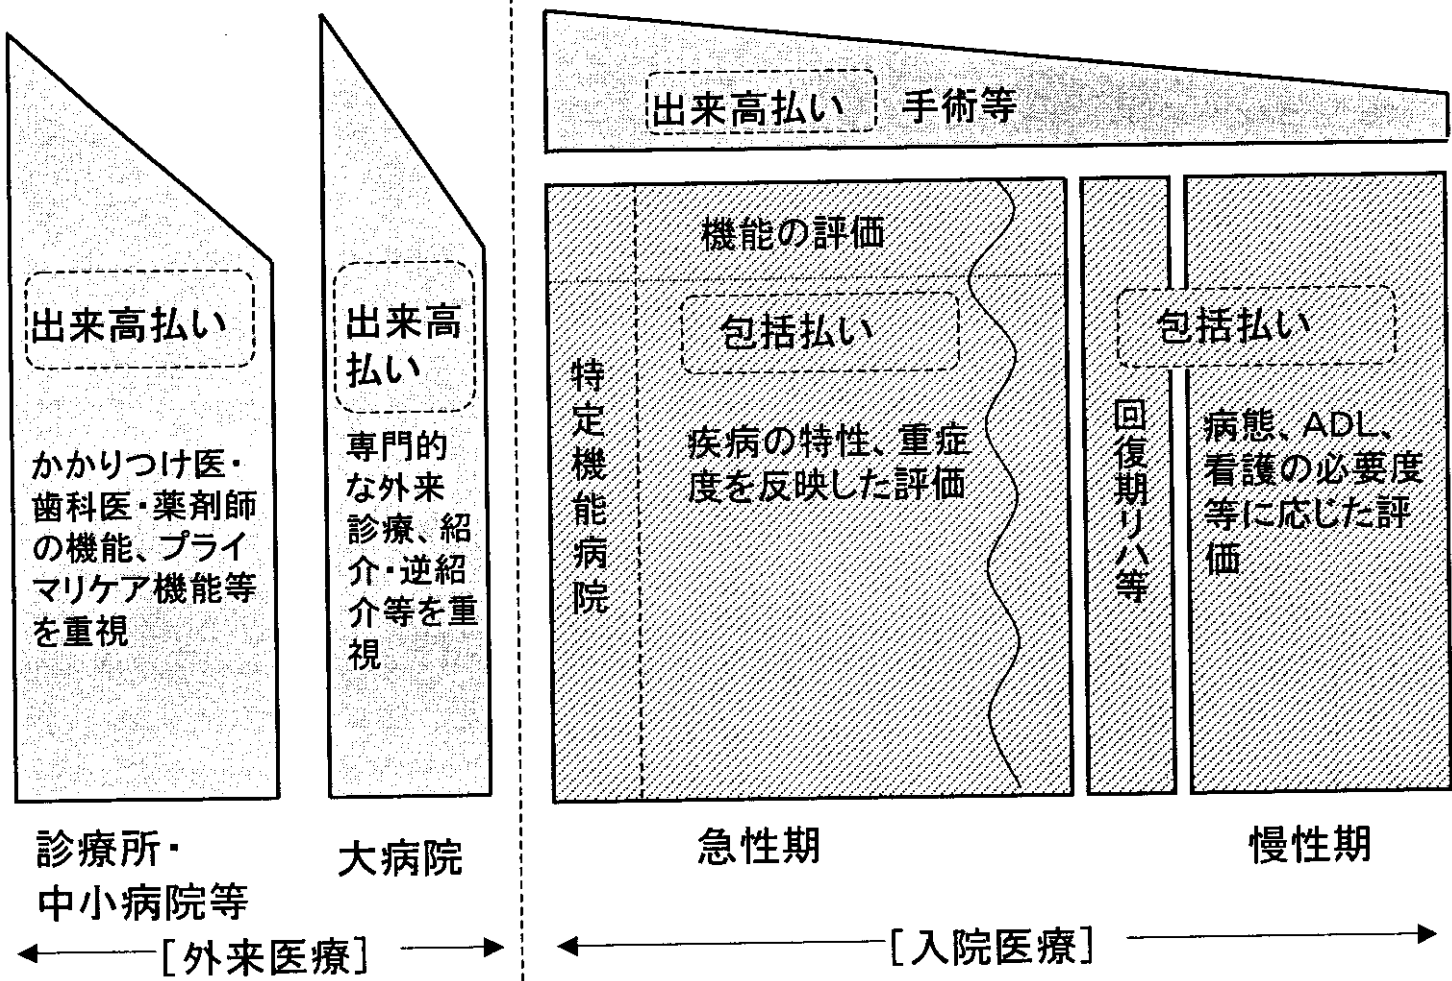 出来高払い
かかりつけ医・
歯科医・薬剤師
の機能、プライ
マリケア機能等
を重視
診療所・
中小病院等
出来高
払い
専門的
な外来
診療、紹
介・逆紹
介等を重
視
大病院
[外来医療]
出来高払い 手術等
機能の評価
包括払い
特定機能病院
疾病の特性、重症
度を反映した評価
急性期
包括払い
回復期リハ等
病態、ADL、
看護の必要度
等に応じた評
価
慢性期
[入院医療]